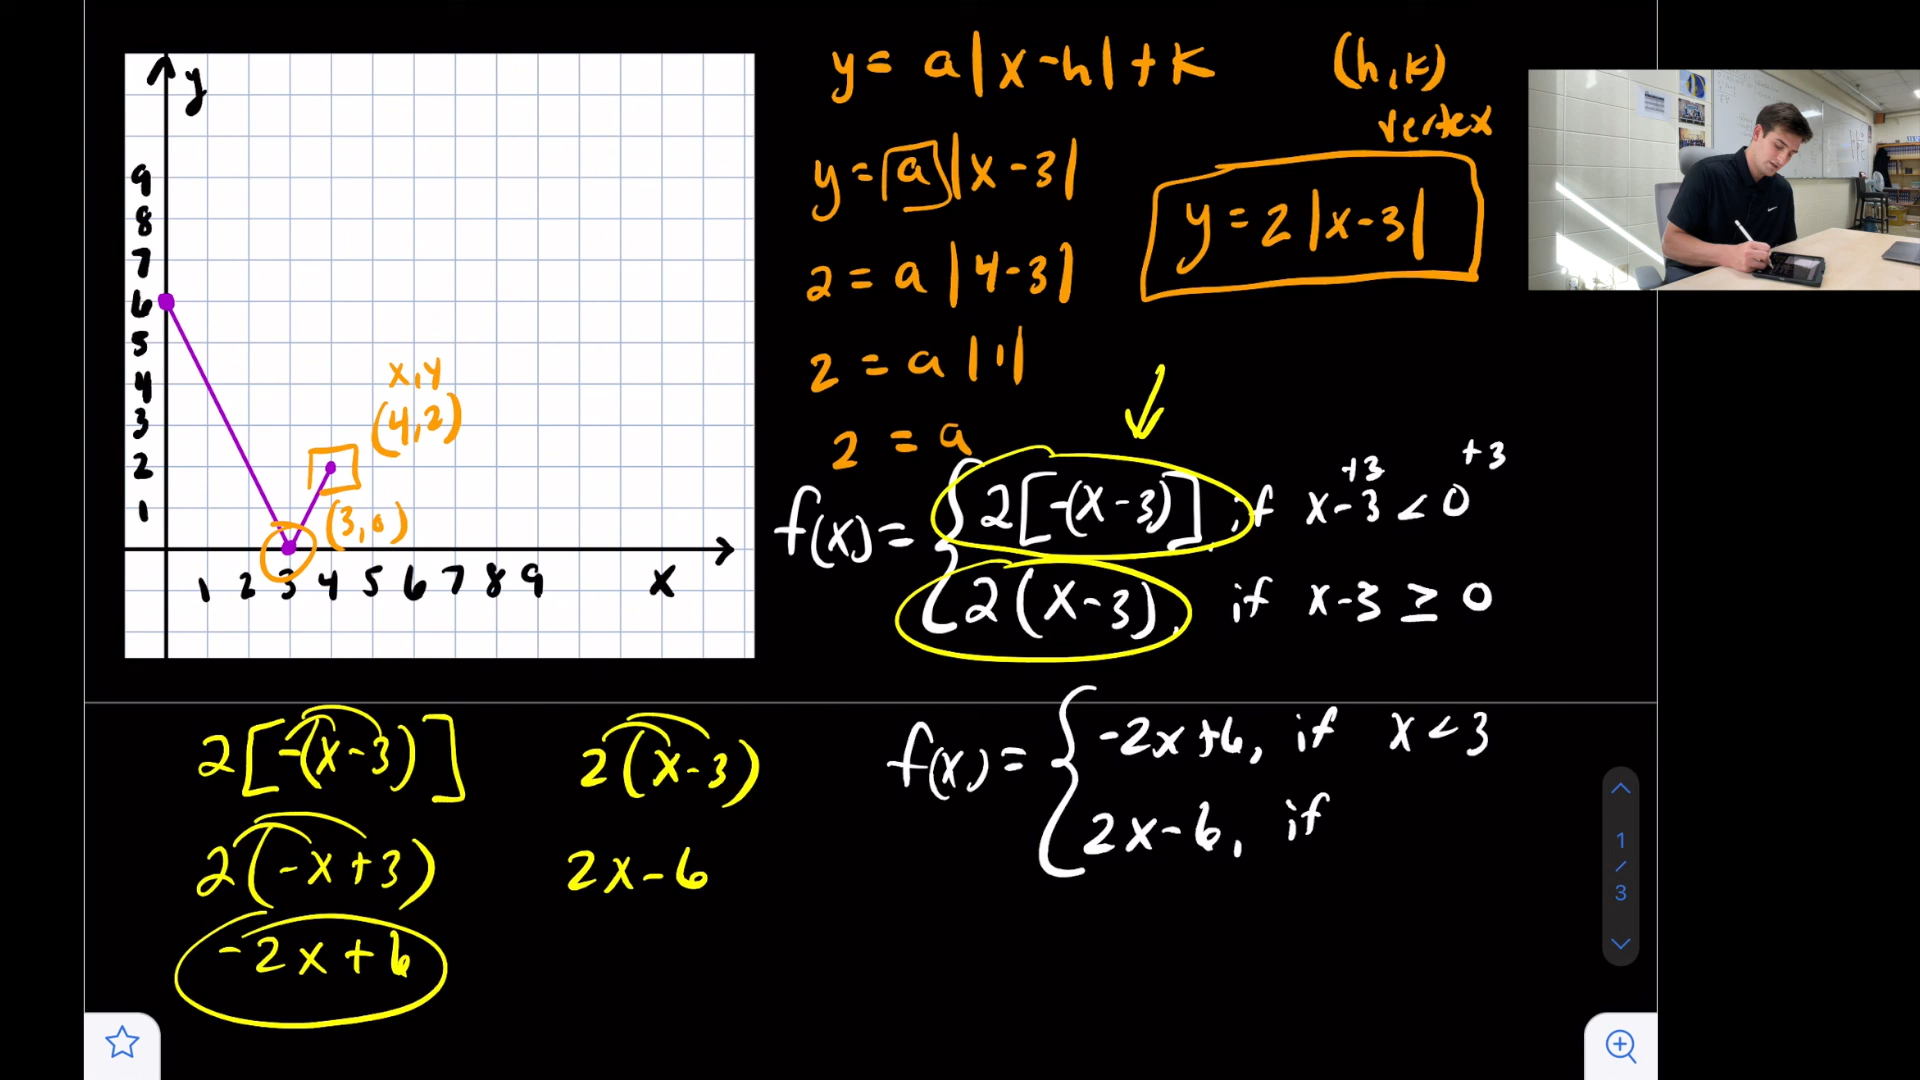 y
9
8
7
6
5
4
3
2
1
1 2 3 4 5 6 7 8 9 x
x,y
(4,2)
(3,0)
y = a|x-h|+k
(h,k)
vertex
y = a|x-3|
y = 2|x-3|
2 = a|4-3|
2 = a|1|
2 = a
+3 +3
f(x) = { 2[-(x-3)], if x-3 < 0
2(x-3), if x-3 ≥ 0
2[-(x-3)]
2(-x+3)
-2x+6
2(x-3)
2x-6
f(x) = { -2x+6, if x < 3
2x-6, if
1
/
3